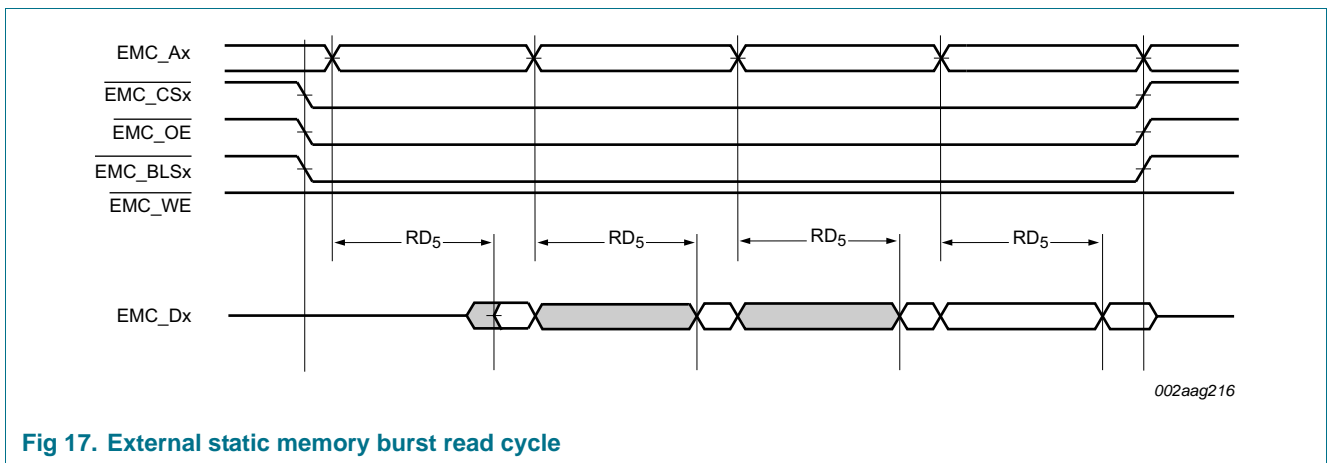 EMC_Ax
EMC_CSx
EMC_OE
EMC_BLSx
EMC_WE
RD5 RD5 RD5 RD5
EMC_Dx
002aag216
Fig 17. External static memory burst read cycle